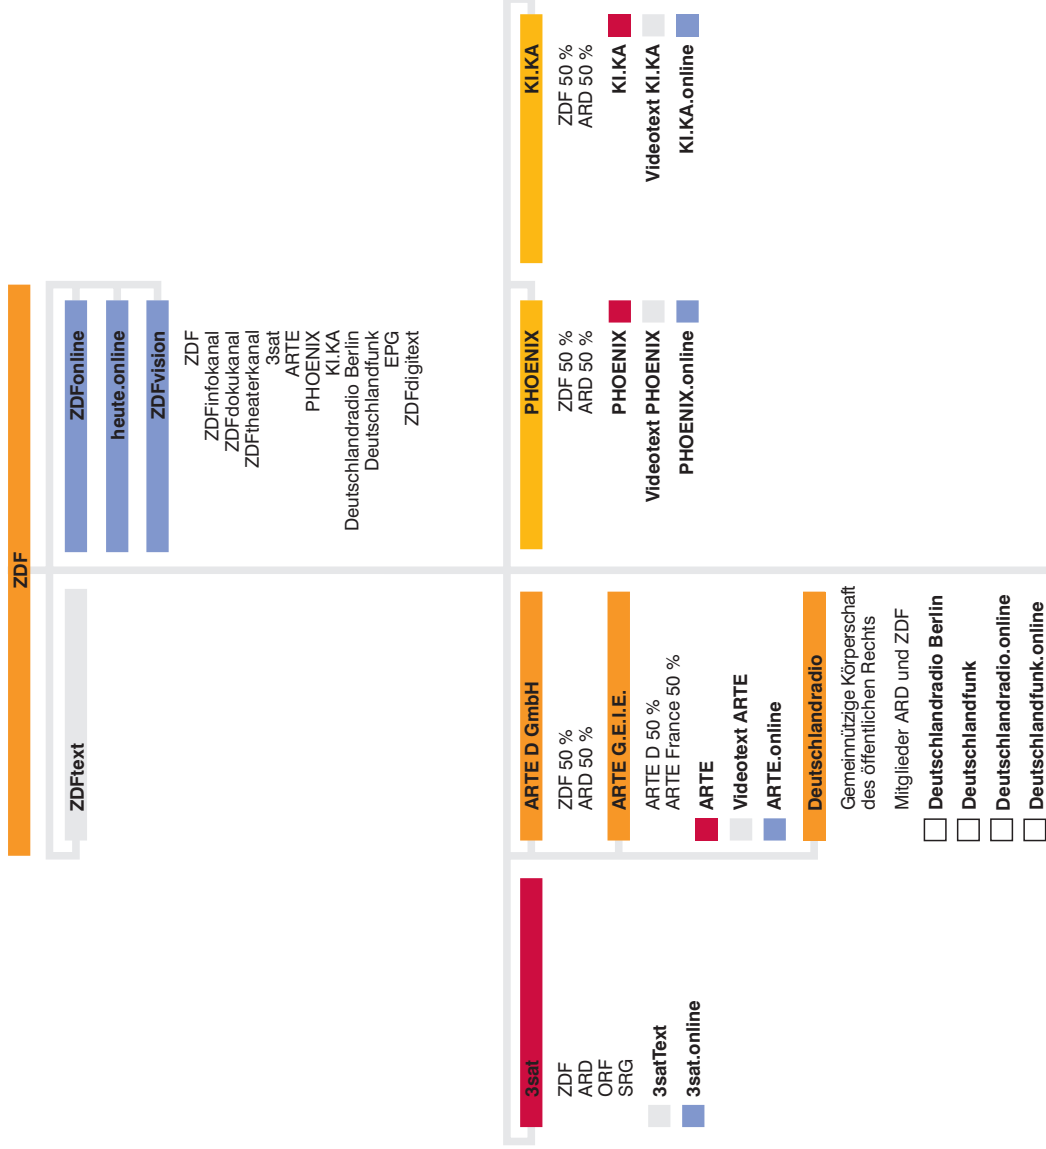 ZDF
ZDFtext
ZDFonline
heute.online
ZDFvision
ZDF
ZDFinfokanal
ZDFdokukanal
ZDFtheaterkanal
3sat
ARTE
PHOENIX
KI.KA
Deutschlandradio Berlin
Deutschlandfunk
EPG
ZDFdigitext
3sat
ZDF
ARD
ORF
SRG
3satText
3sat.online
ARTE D GmbH
ZDF 50 %
ARD 50 %
ARTE G.E.I.E.
ARTE D 50 %
ARTE France 50 %
ARTE
Videotext ARTE
ARTE.online
Deutschlandradio
Gemeinnützige Körperschaft
des öffentlichen Rechts
Mitglieder ARD und ZDF
Deutschlandradio Berlin
Deutschlandfunk
Deutschlandradio.online
Deutschlandfunk.online
PHOENIX
ZDF 50 %
ARD 50 %
PHOENIX
Videotext PHOENIX
PHOENIX.online
KI.KA
ZDF 50 %
ARD 50 %
KI.KA
Videotext KI.KA
KI.KA.online